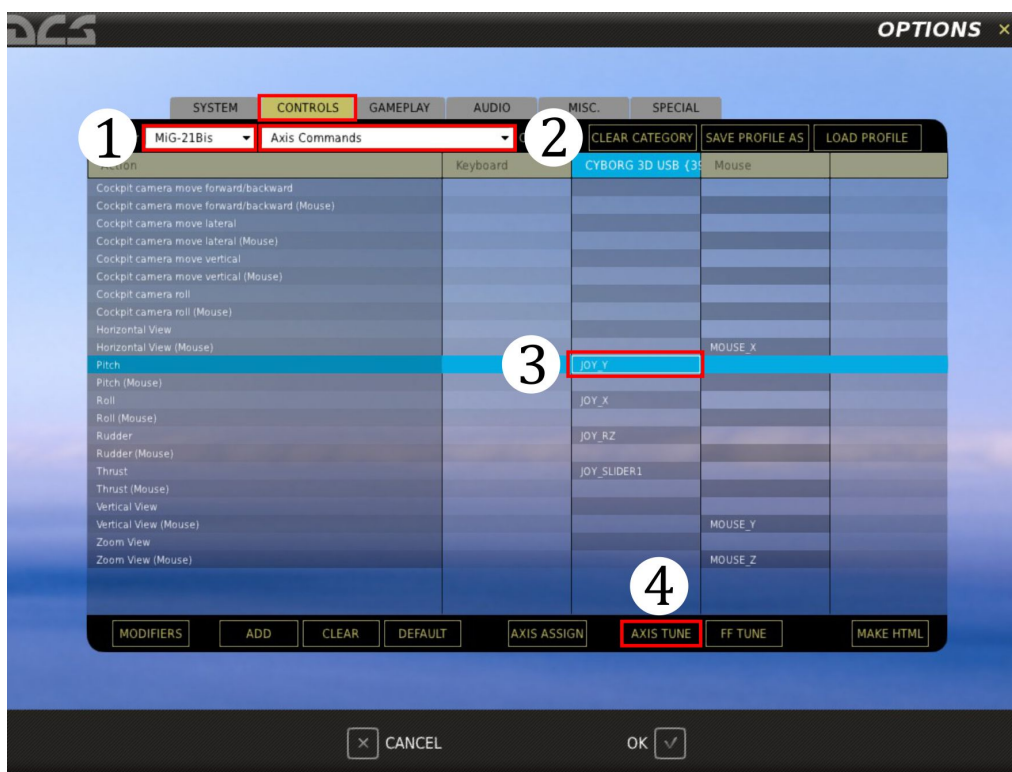 DCS
OPTIONS ×
SYSTEM CONTROLS GAMEPLAY AUDIO MISC. SPECIAL
1 MiG-21Bis Axis Commands 2 CLEAR CATEGORY SAVE PROFILE AS LOAD PROFILE
Action Keyboard CYBORG 3D USB {39 Mouse
Cockpit camera move forward/backward
Cockpit camera move forward/backward (Mouse)
Cockpit camera move lateral
Cockpit camera move lateral (Mouse)
Cockpit camera move vertical
Cockpit camera move vertical (Mouse)
Cockpit camera roll
Cockpit camera roll (Mouse)
Horizontal View
Horizontal View (Mouse) MOUSE_X
Pitch 3 JOY_Y
Pitch (Mouse)
Roll JOY_X
Roll (Mouse)
Rudder JOY_RZ
Rudder (Mouse)
Thrust JOY_SLIDER1
Thrust (Mouse)
Vertical View
Vertical View (Mouse) MOUSE_Y
Zoom View
Zoom View (Mouse) MOUSE_Z
4
MODIFIERS ADD CLEAR DEFAULT AXIS ASSIGN AXIS TUNE FF TUNE MAKE HTML
CANCEL OK